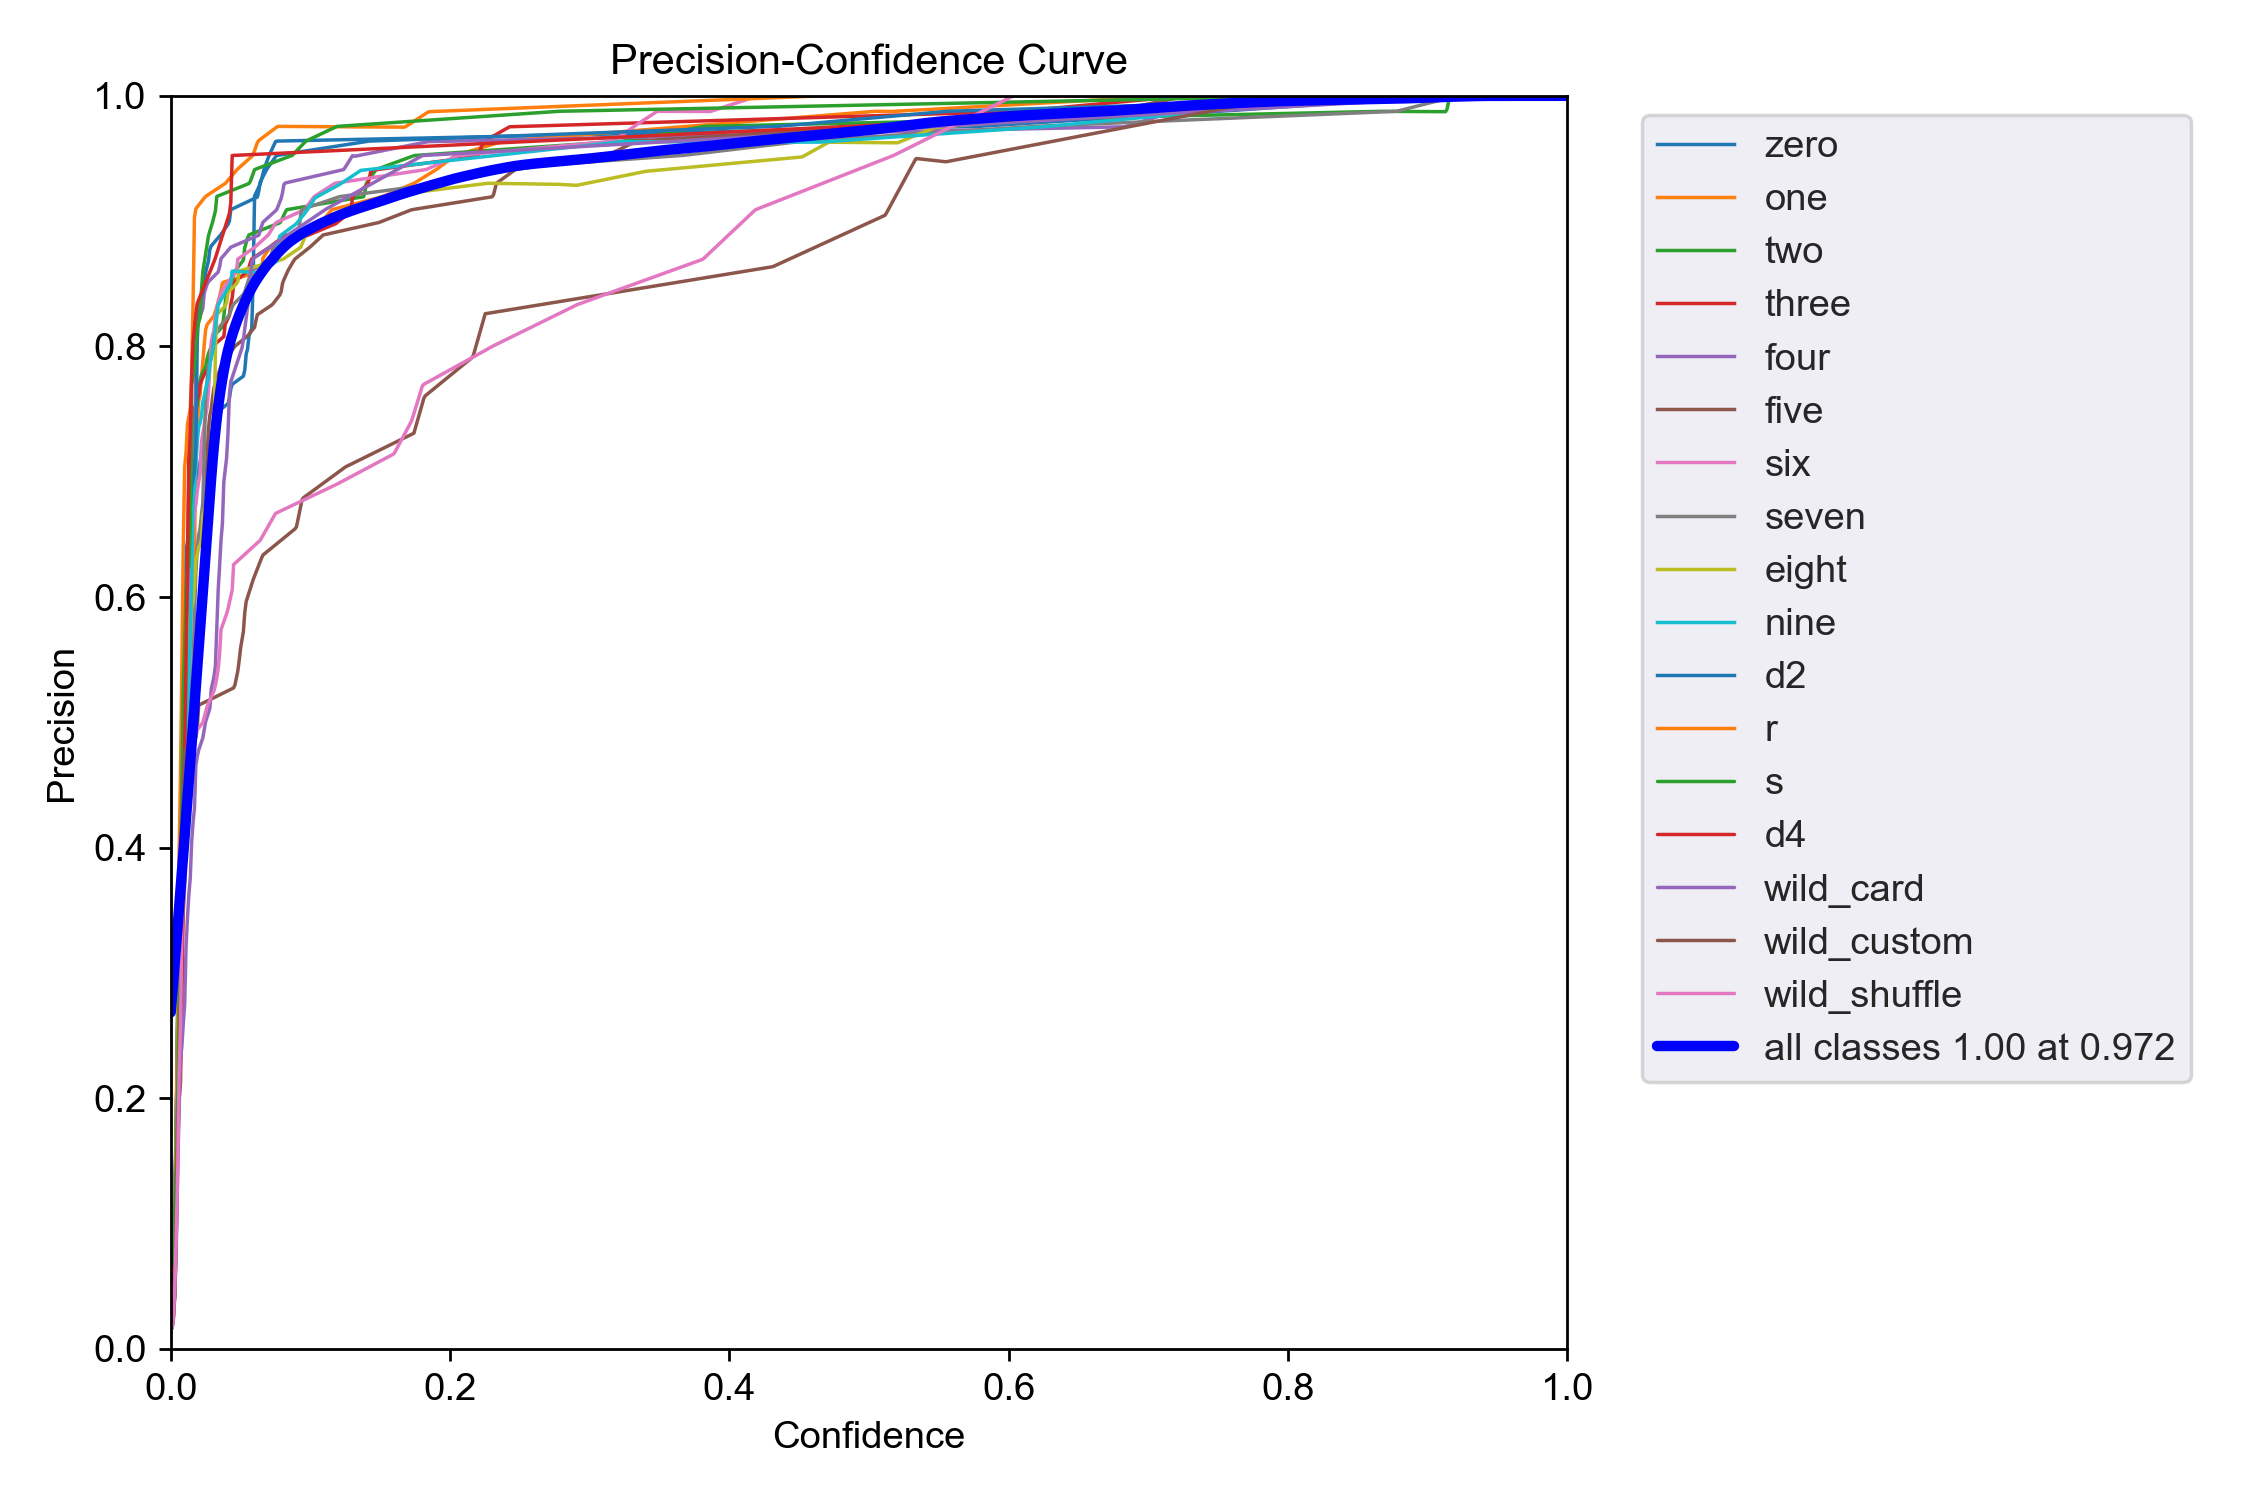 Precision-Confidence Curve
1.0
0.8
0.6
0.4
0.2
0.0
Precision
0.0 0.2 0.4 0.6 0.8 1.0
Confidence
zero
one
two
three
four
five
six
seven
eight
nine
d2
r
s
d4
wild_card
wild_custom
wild_shuffle
all classes 1.00 at 0.972